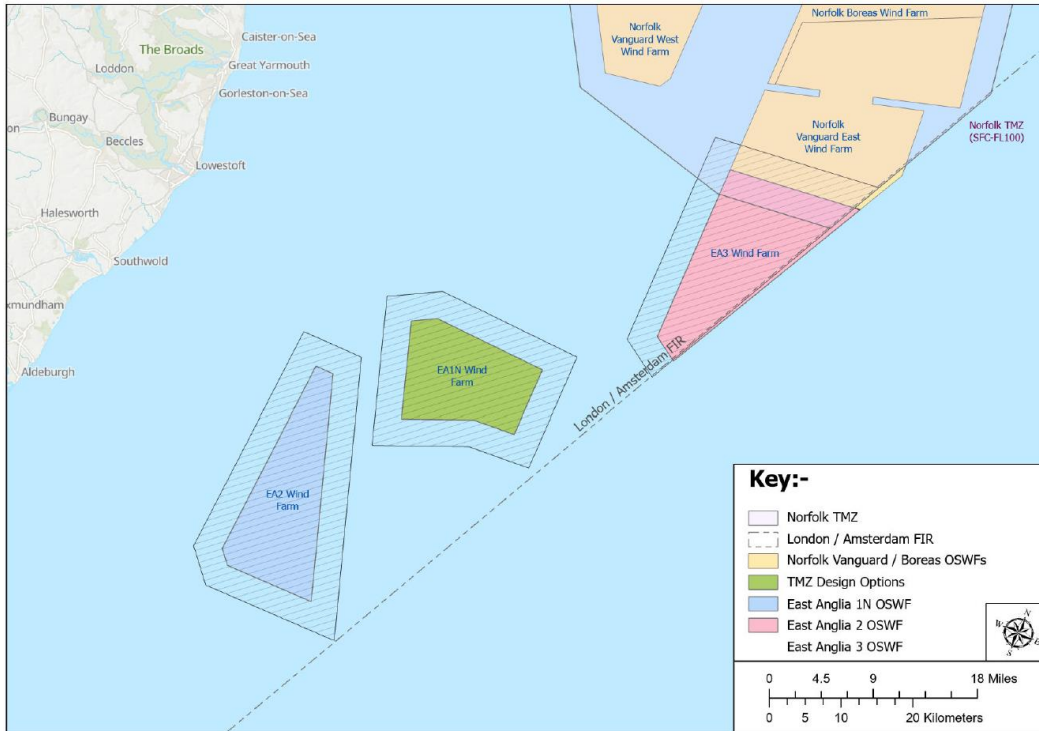 Caister-on-Sea
The Broads
Loddon
Great Yarmouth
Gorleston-on-Sea
on
Bungay
Beccles
Lowestoft
Halesworth
Southwold
xmundham
Aldeburgh
Norfolk
Vanguard West
Wind Farm
Norfolk Boreas Wind Farm
Norfolk
Vanguard East
Wind Farm
Norfolk TMZ
(SFC-FL100)
EA3 Wind Farm
London / Amsterdam FIR
EA1N Wind
Farm
EA2 Wind
Farm
Key:-
Norfolk TMZ
London / Amsterdam FIR
Norfolk Vanguard / Boreas OSWFs
TMZ Design Options
East Anglia 1N OSWF
East Anglia 2 OSWF
East Anglia 3 OSWF
N
W
E
S
0 4.5 9 18 Miles
0 5 10 20 Kilometers